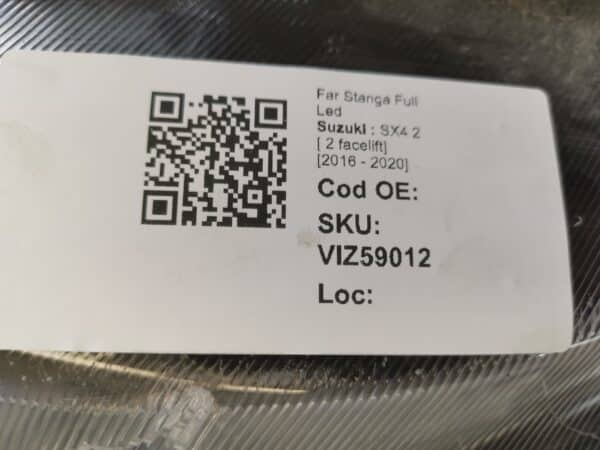 Far Stanga Full
Led
Suzuki : SX4 2
[ 2 facelift]
[2016 - 2020]
Cod OE:
SKU:
VIZ59012
Loc: